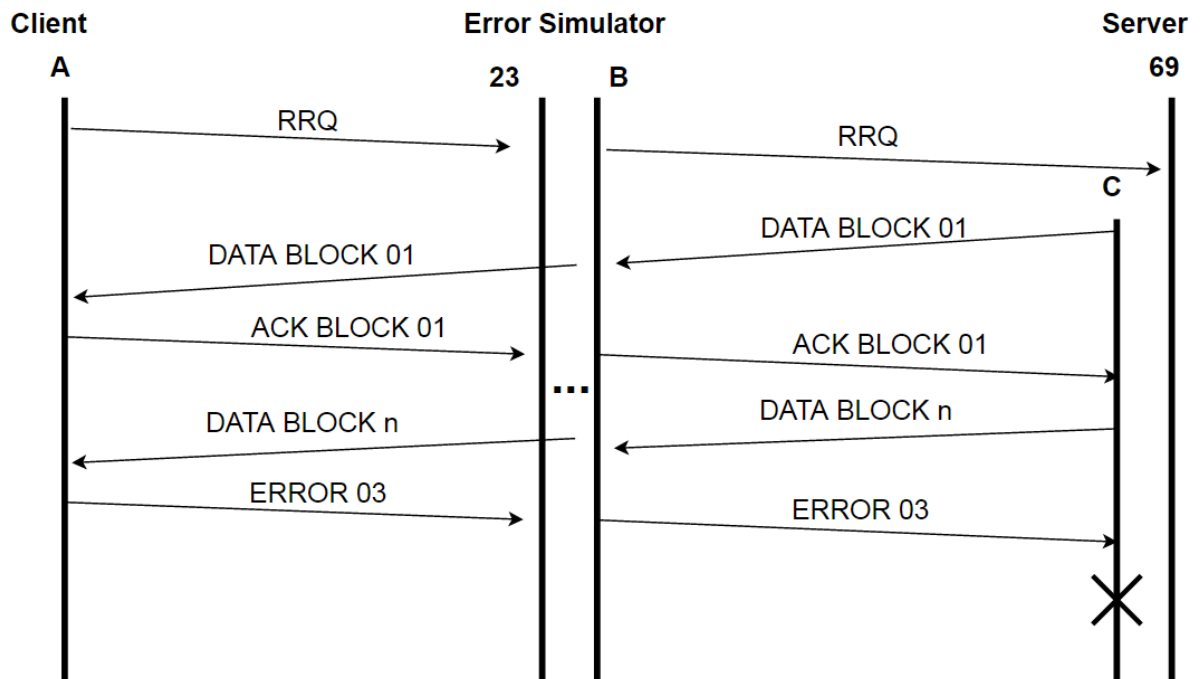 Client
Error Simulator
Server
A
23
B
69
RRQ
RRQ
C
DATA BLOCK 01
DATA BLOCK 01
ACK BLOCK 01
ACK BLOCK 01
...
DATA BLOCK n
DATA BLOCK n
ERROR 03
ERROR 03